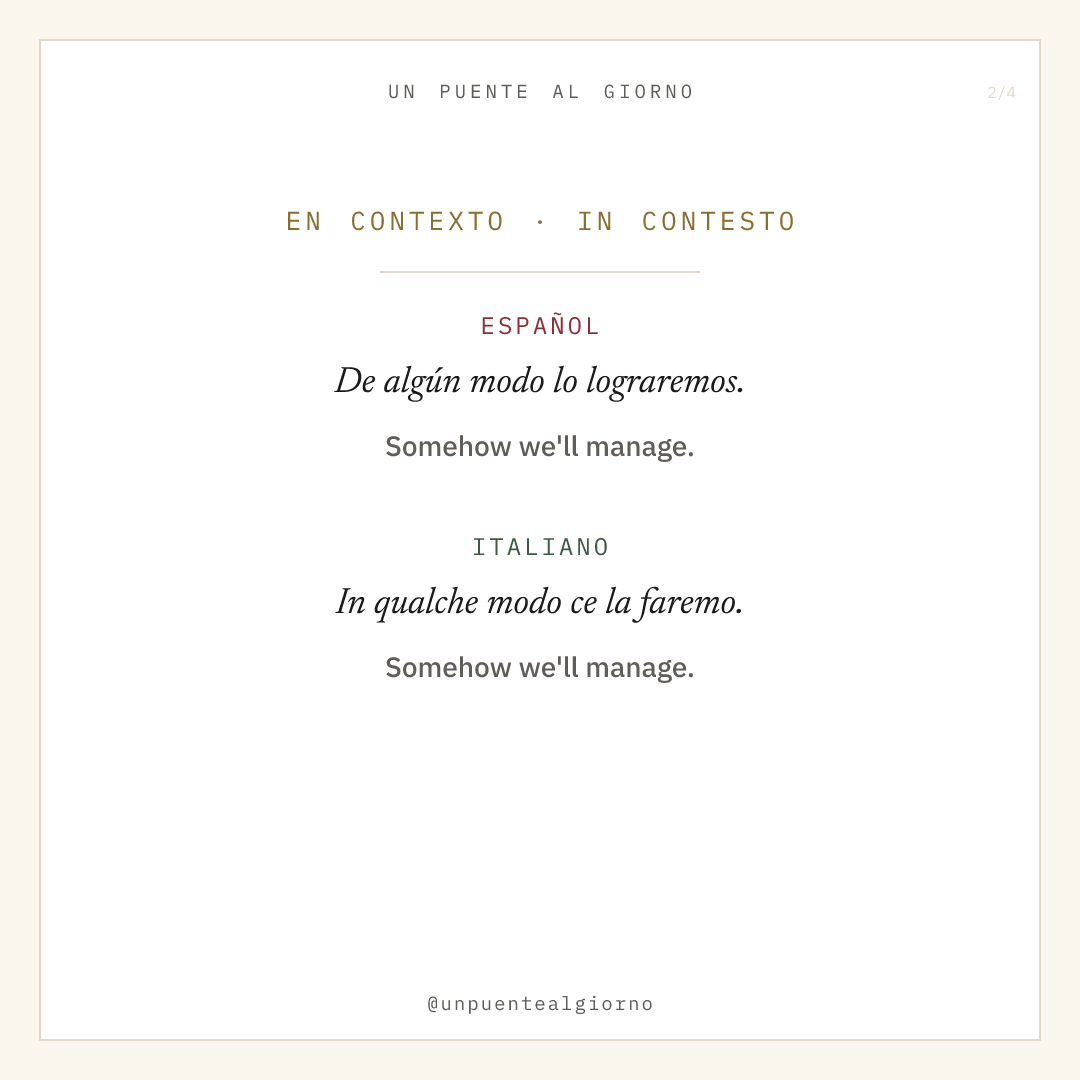 UN PUENTE AL GIORNO
2/4
EN CONTEXTO · IN CONTESTO
ESPAÑOL
De algún modo lo lograremos.
Somehow we'll manage.
ITALIANO
In qualche modo ce la faremo.
Somehow we'll manage.
@unpuentealgiorno